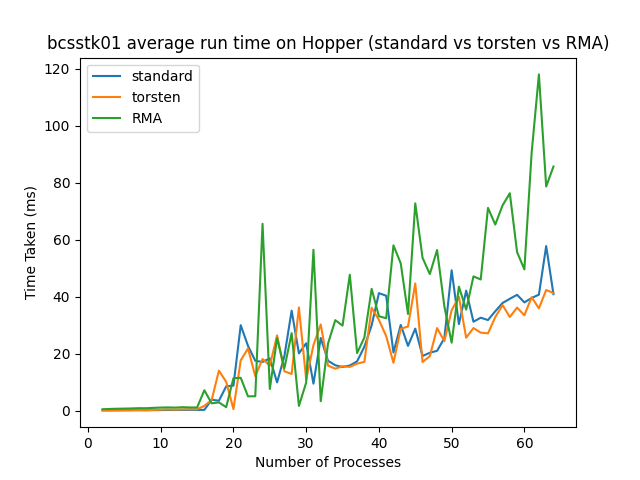 bcsstk01 average run time on Hopper (standard vs torsten vs RMA)
standard
torsten
RMA
120
100
80
60
40
20
0
Time Taken (ms)
0 10 20 30 40 50 60
Number of Processes